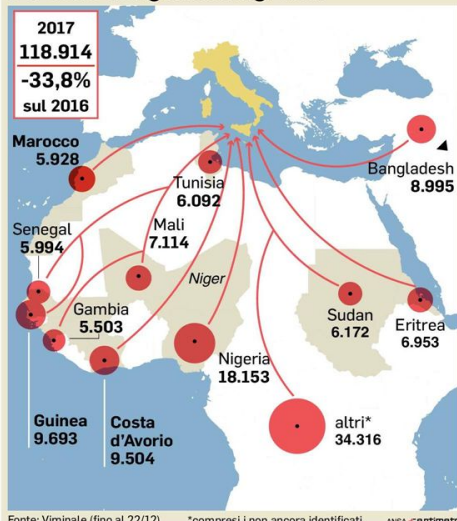 2017
118.914
-33,8%
sul 2016
Marocco
5.928
Tunisia
6.092
Bangladesh
8.995
Senegal
5.994
Mali
7.114
Niger
Gambia
5.503
Sudan
6.172
Eritrea
6.953
Nigeria
18.153
Guinea
9.693
Costa
d'Avorio
9.504
altri*
34.316
Fonte: Viminale (fino al 22/12) *compresi i non ancora identificati ANSA centimetri